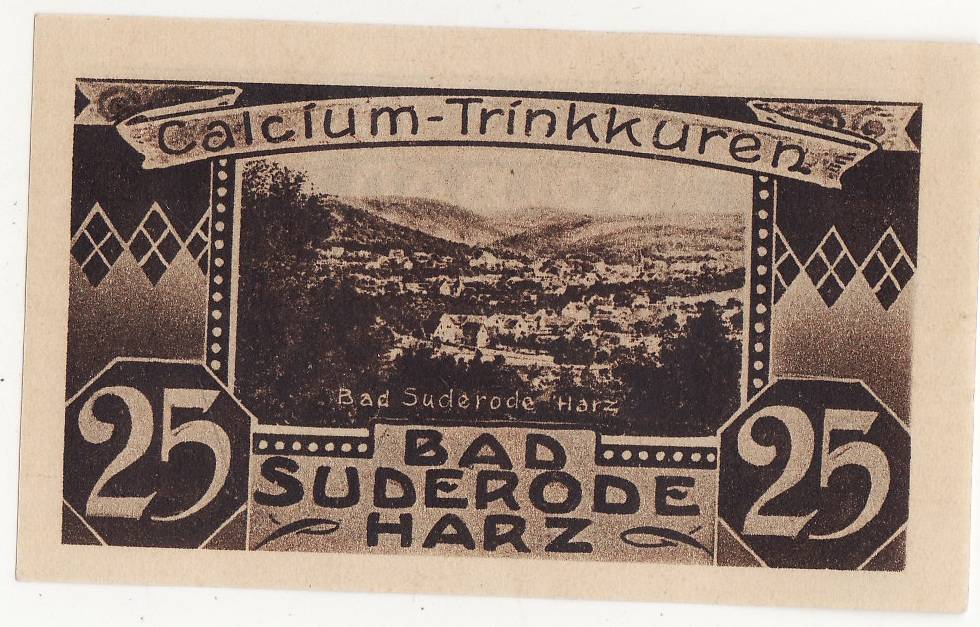 Calcium-Trinkkuren
Bad Suderode Harz
25
BAD
SUDERODE
HARZ
25